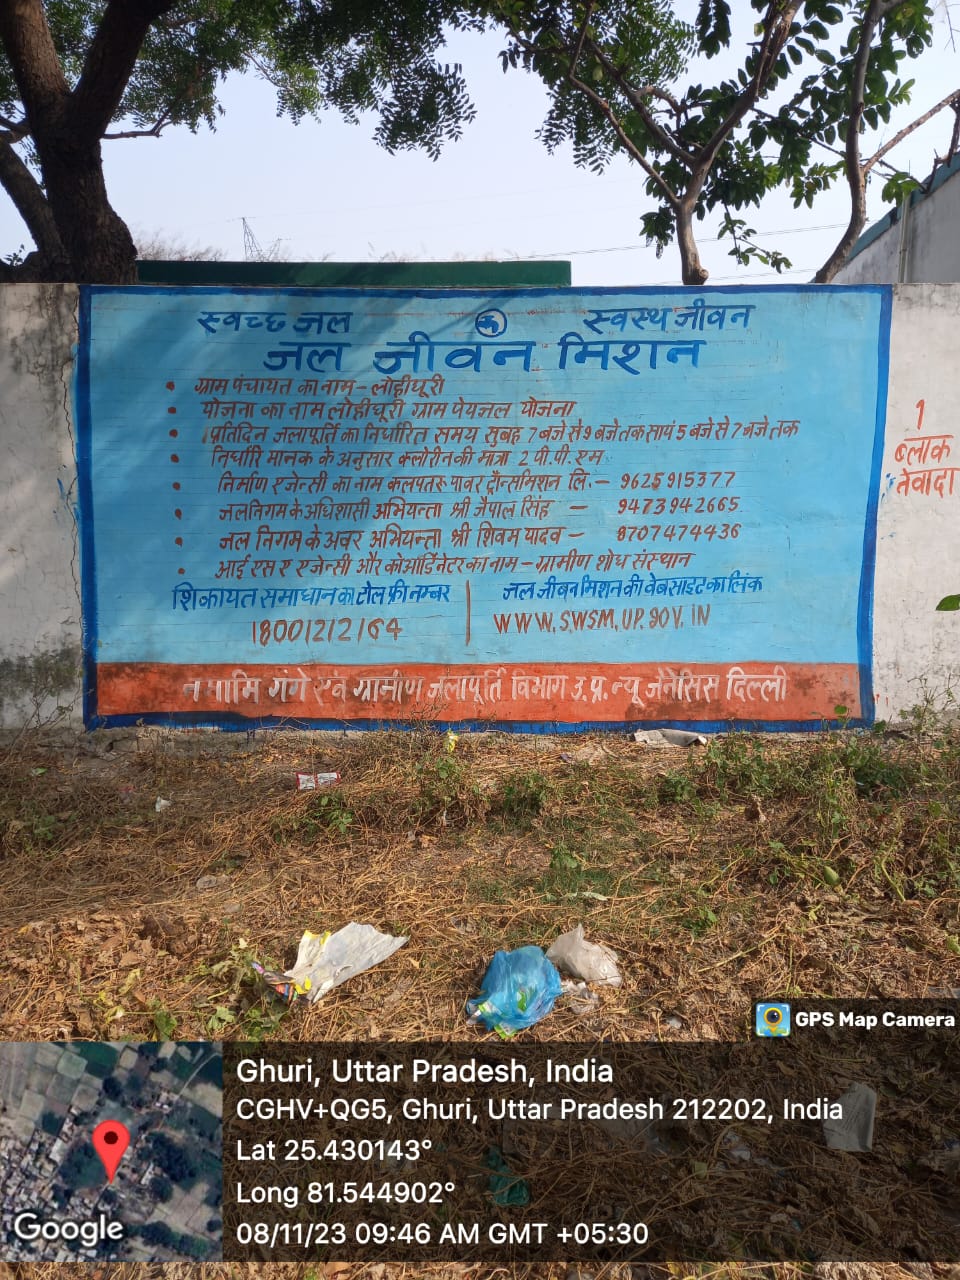 स्वच्छ जल स्वस्थ जीवन
जल जीवन मिशन
• ग्राम पंचायत का नाम - लोहीघूरी
• योजना का नाम लोहीघूरी ग्राम पेयजल योजना
• प्रतिदिन जलापूर्ति का निर्धारित समय सुबह 7 बजे से 9 बजे तक सायं 5 बजे से 7 बजे तक
• निर्धारि मानक के अनुसार क्लोरीन की मात्रा 2 पी.पी.एम
• निर्माण एजेन्सी का नाम कलपतरू पावर ट्रान्समिशन लि.- 9625915377
• जलनिगम के अधिशासी अभियन्ता श्री जैपाल सिंह - 9473942665
• जल निगम के अवर अभियन्ता श्री शिवम यादव - 8707474436
• आई एस ए एजेन्सी और कोआर्डिनेटर का नाम - ग्रामीण शोध संस्थान
शिकायत समाधान का टोल फ्री नम्बर
18001212164
जल जीवन मिशन की वेबसाइट का लिंक
WWW.SWSM.UP.GOV.IN
नमामि गंगे एवं ग्रामीण जलापूर्ति विभाग उ.प्र. न्यू जेनेसिस दिल्ली
1
ब्लाक
नेवादा
GPS Map Camera
Ghuri, Uttar Pradesh, India
CGHV+QG5, Ghuri, Uttar Pradesh 212202, India
Lat 25.430143°
Long 81.544902°
08/11/23 09:46 AM GMT +05:30
Google